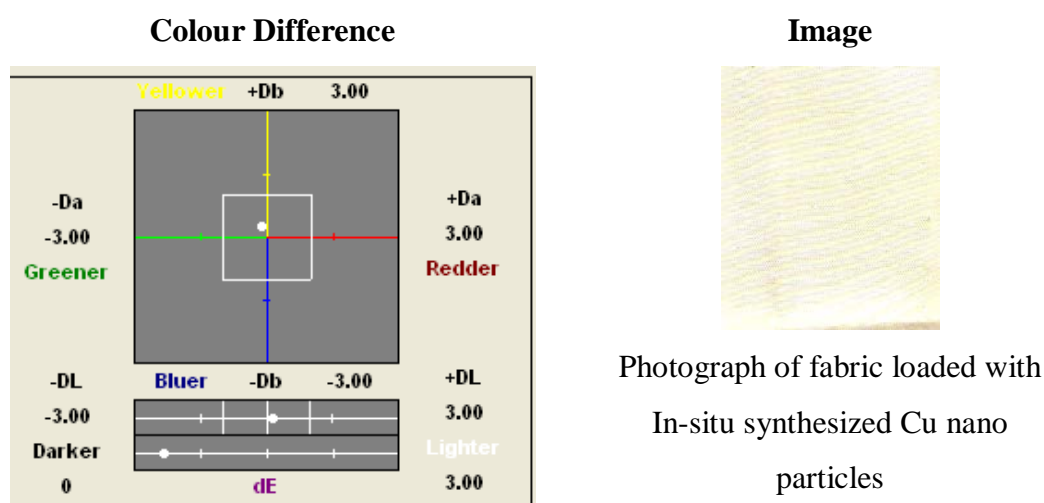 Colour Difference
Image
Yellower +Db 3.00
-Da
-3.00
Greener
+Da
3.00
Redder
-DL Bluer -Db -3.00 +DL
-3.00 3.00
Darker Lighter
0 dE 3.00
Photograph of fabric loaded with
In-situ synthesized Cu nano
particles